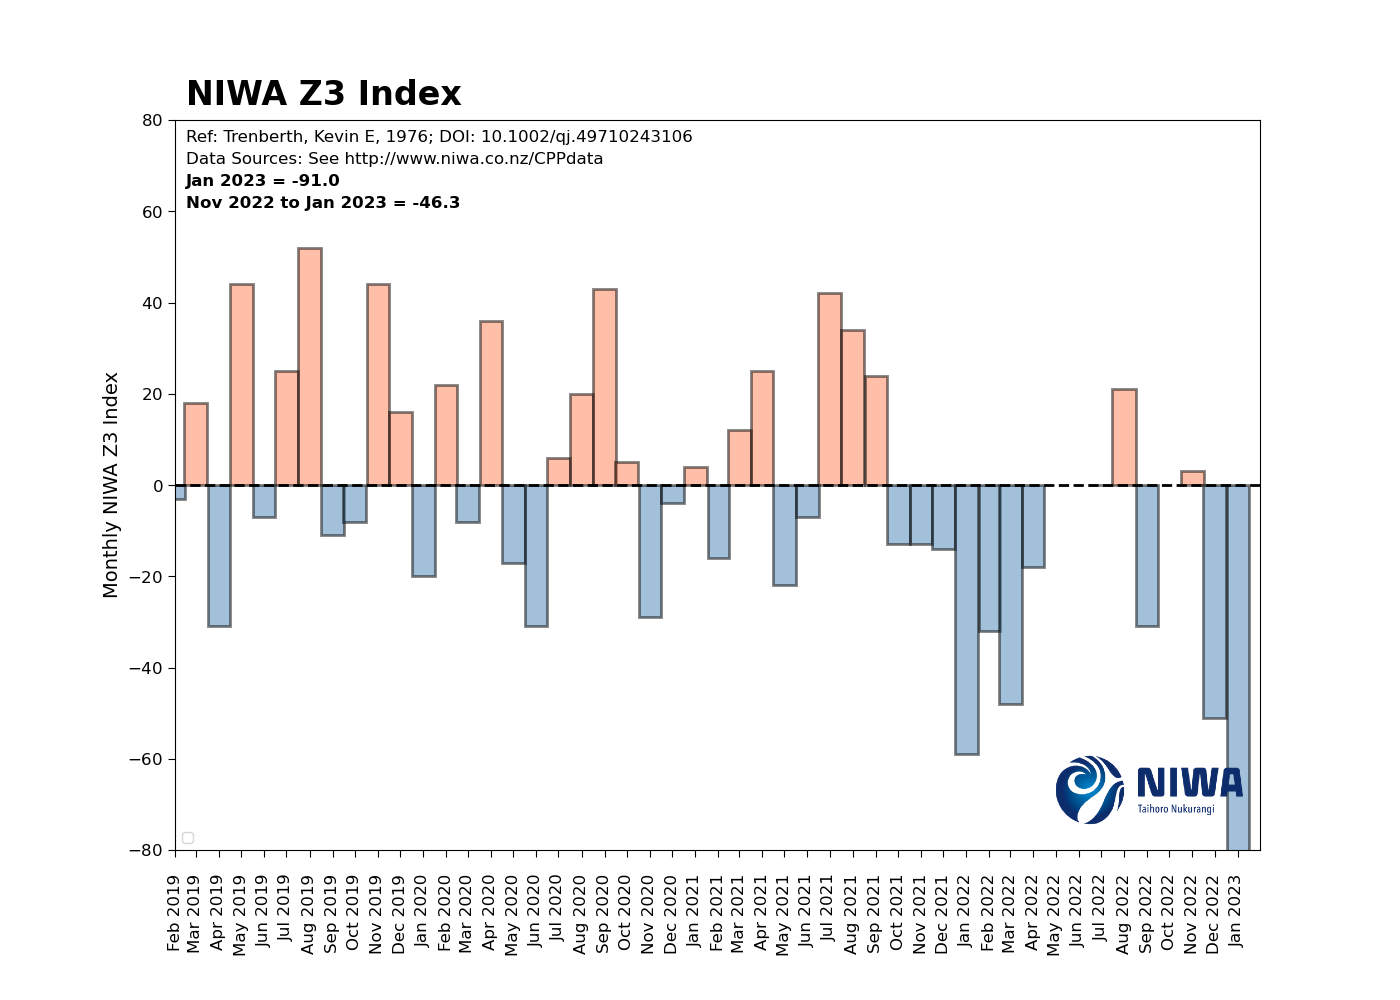 NIWA Z3 Index
Ref: Trenberth, Kevin E, 1976; DOI: 10.1002/qj.49710243106
Data Sources: See http://www.niwa.co.nz/CPPdata
Jan 2023 = -91.0
Nov 2022 to Jan 2023 = -46.3
Monthly NIWA Z3 Index
80
60
40
20
0
−20
−40
−60
−80
NIWA
Taihoro Nukurangi
Feb 2019
Mar 2019
Apr 2019
May 2019
Jun 2019
Jul 2019
Aug 2019
Sep 2019
Oct 2019
Nov 2019
Dec 2019
Jan 2020
Feb 2020
Mar 2020
Apr 2020
May 2020
Jun 2020
Jul 2020
Aug 2020
Sep 2020
Oct 2020
Nov 2020
Dec 2020
Jan 2021
Feb 2021
Mar 2021
Apr 2021
May 2021
Jun 2021
Jul 2021
Aug 2021
Sep 2021
Oct 2021
Nov 2021
Dec 2021
Jan 2022
Feb 2022
Mar 2022
Apr 2022
May 2022
Jun 2022
Jul 2022
Aug 2022
Sep 2022
Oct 2022
Nov 2022
Dec 2022
Jan 2023